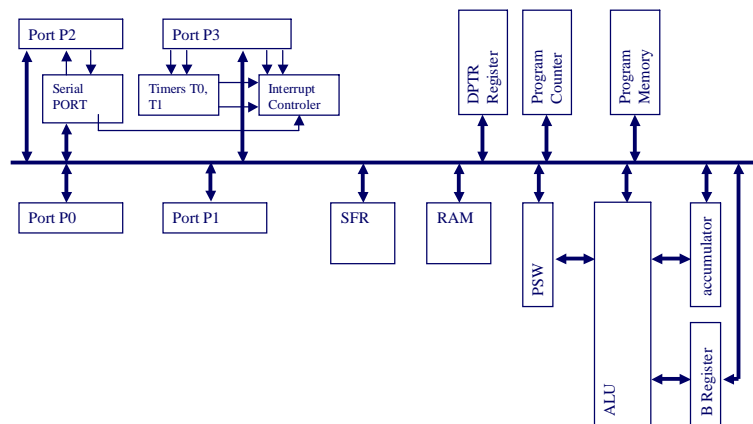 Port P2
Port P3
Serial
PORT
Timers T0,
T1
Interrupt
Controler
DPTR
Register
Program
Counter
Program
Memory
Port P0
Port P1
SFR
RAM
PSW
ALU
accumulator
B Register